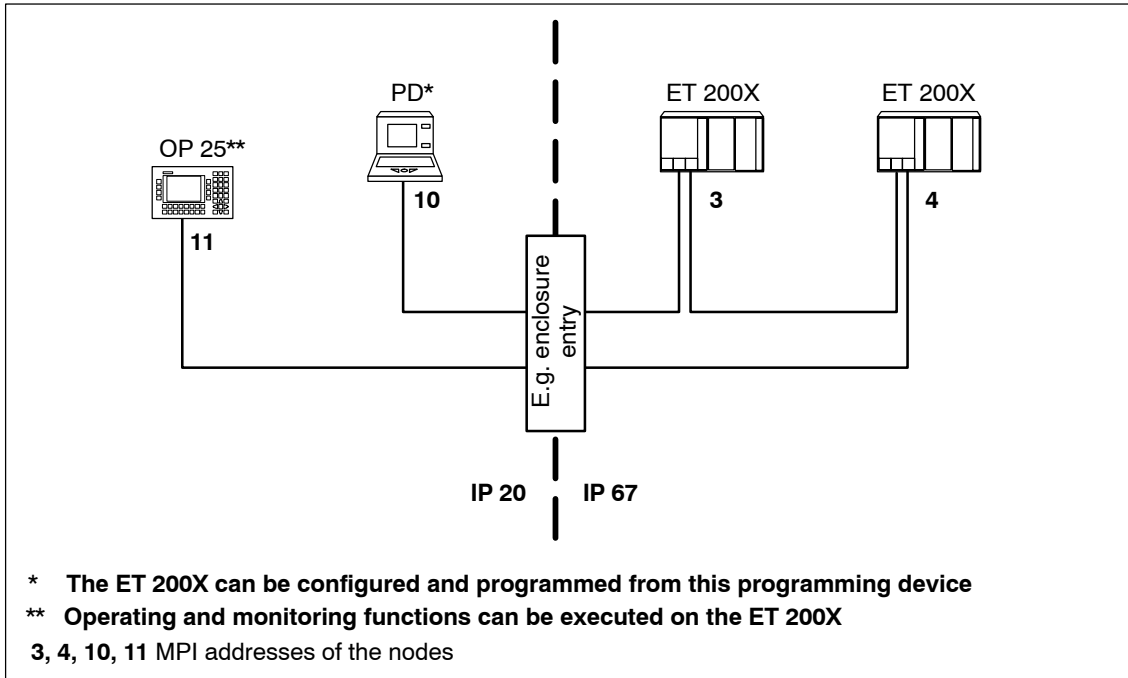 PD*
ET 200X
ET 200X
OP 25**
10
3
4
11
E.g. enclosure
entry
IP 20
IP 67
* The ET 200X can be configured and programmed from this programming device
** Operating and monitoring functions can be executed on the ET 200X
3, 4, 10, 11 MPI addresses of the nodes